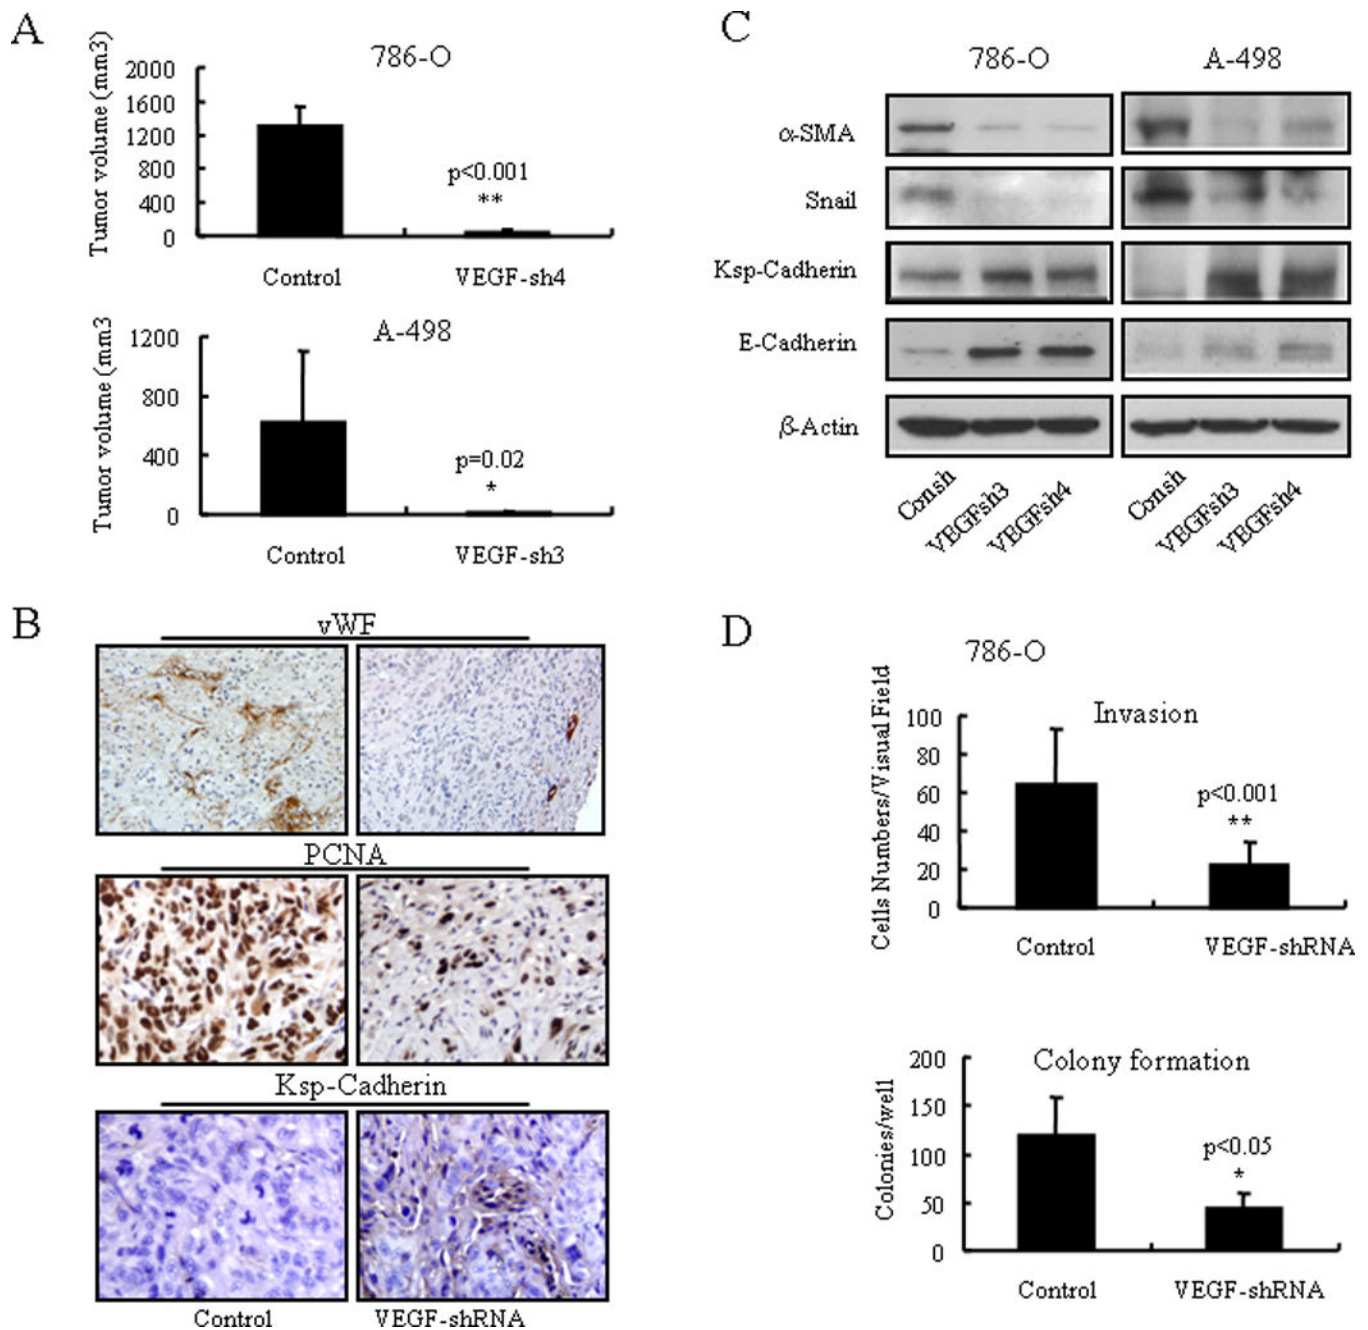 A
786-O
Tumor volume (mm3)
2000
1600
1200
800
400
0
p<0.001
**
Control VEGF-sh4
A-498
Tumor volume (mm3
1200
800
400
0
p=0.02
*
Control VEGF-sh3
B
vWF
PCNA
Ksp-Cadherin
Control VEGF-shRNA
C
786-O A-498
α-SMA
Snail
Ksp-Cadherin
E-Cadherin
β-Actin
Consh VEGFsh3 VEGFsh4 Consh VEGFsh3 VEGFsh4
D
786-O
Invasion
Cells Numbers/Visual Field
100
80
60
40
20
0
p<0.001
**
Control VEGF-shRNA
Colony formation
Colonies/well
200
150
100
50
0
p<0.05
*
Control VEGF-shRNA